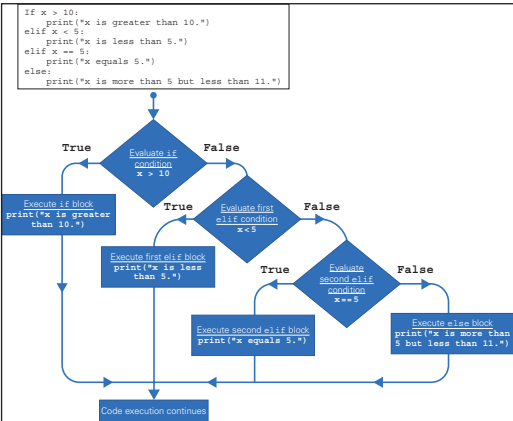 If x > 10:
print("x is greater than 10.")
elif x < 5:
print("x is less than 5.")
elif x == 5:
print("x equals 5.")
else:
print("x is more than 5 but less than 11.")
True
False
Evaluate if
condition
x > 10
Execute if block
print("x is greater
than 10.")
True
False
Evaluate first
elif condition
x<5
Execute first elif block
print("x is less
than 5.")
True
False
Evaluate
second elif
condition
x==5
Execute second elif block
print("x equals 5.")
Execute else block
print("x is more than
5 but less than 11.")
Code execution continues